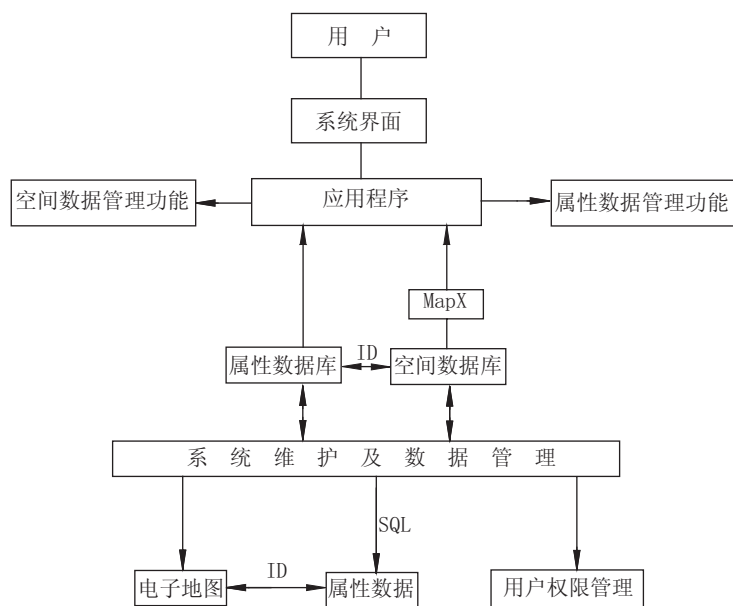 用 户
系统界面
空间数据管理功能
应用程序
属性数据管理功能
MapX
属性数据库
ID
空间数据库
系 统 维 护 及 数 据 管 理
SQL
电子地图
ID
属性数据
用户权限管理